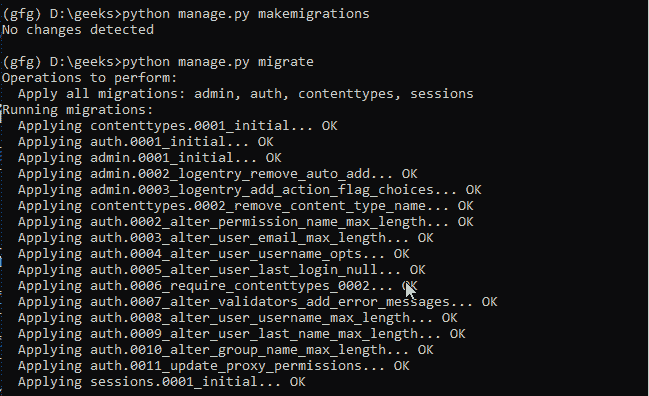 (gfg) D:\geeks>python manage.py makemigrations
No changes detected
(gfg) D:\geeks>python manage.py migrate
Operations to perform:
  Apply all migrations: admin, auth, contenttypes, sessions
Running migrations:
  Applying contenttypes.0001_initial... OK
  Applying auth.0001_initial... OK
  Applying admin.0001_initial... OK
  Applying admin.0002_logentry_remove_auto_add... OK
  Applying admin.0003_logentry_add_action_flag_choices... OK
  Applying contenttypes.0002_remove_content_type_name... OK
  Applying auth.0002_alter_permission_name_max_length... OK
  Applying auth.0003_alter_user_email_max_length... OK
  Applying auth.0004_alter_user_username_opts... OK
  Applying auth.0005_alter_user_last_login_null... OK
  Applying auth.0006_require_contenttypes_0002... OK
  Applying auth.0007_alter_validators_add_error_messages... OK
  Applying auth.0008_alter_user_username_max_length... OK
  Applying auth.0009_alter_user_last_name_max_length... OK
  Applying auth.0010_alter_group_name_max_length... OK
  Applying auth.0011_update_proxy_permissions... OK
  Applying sessions.0001_initial... OK